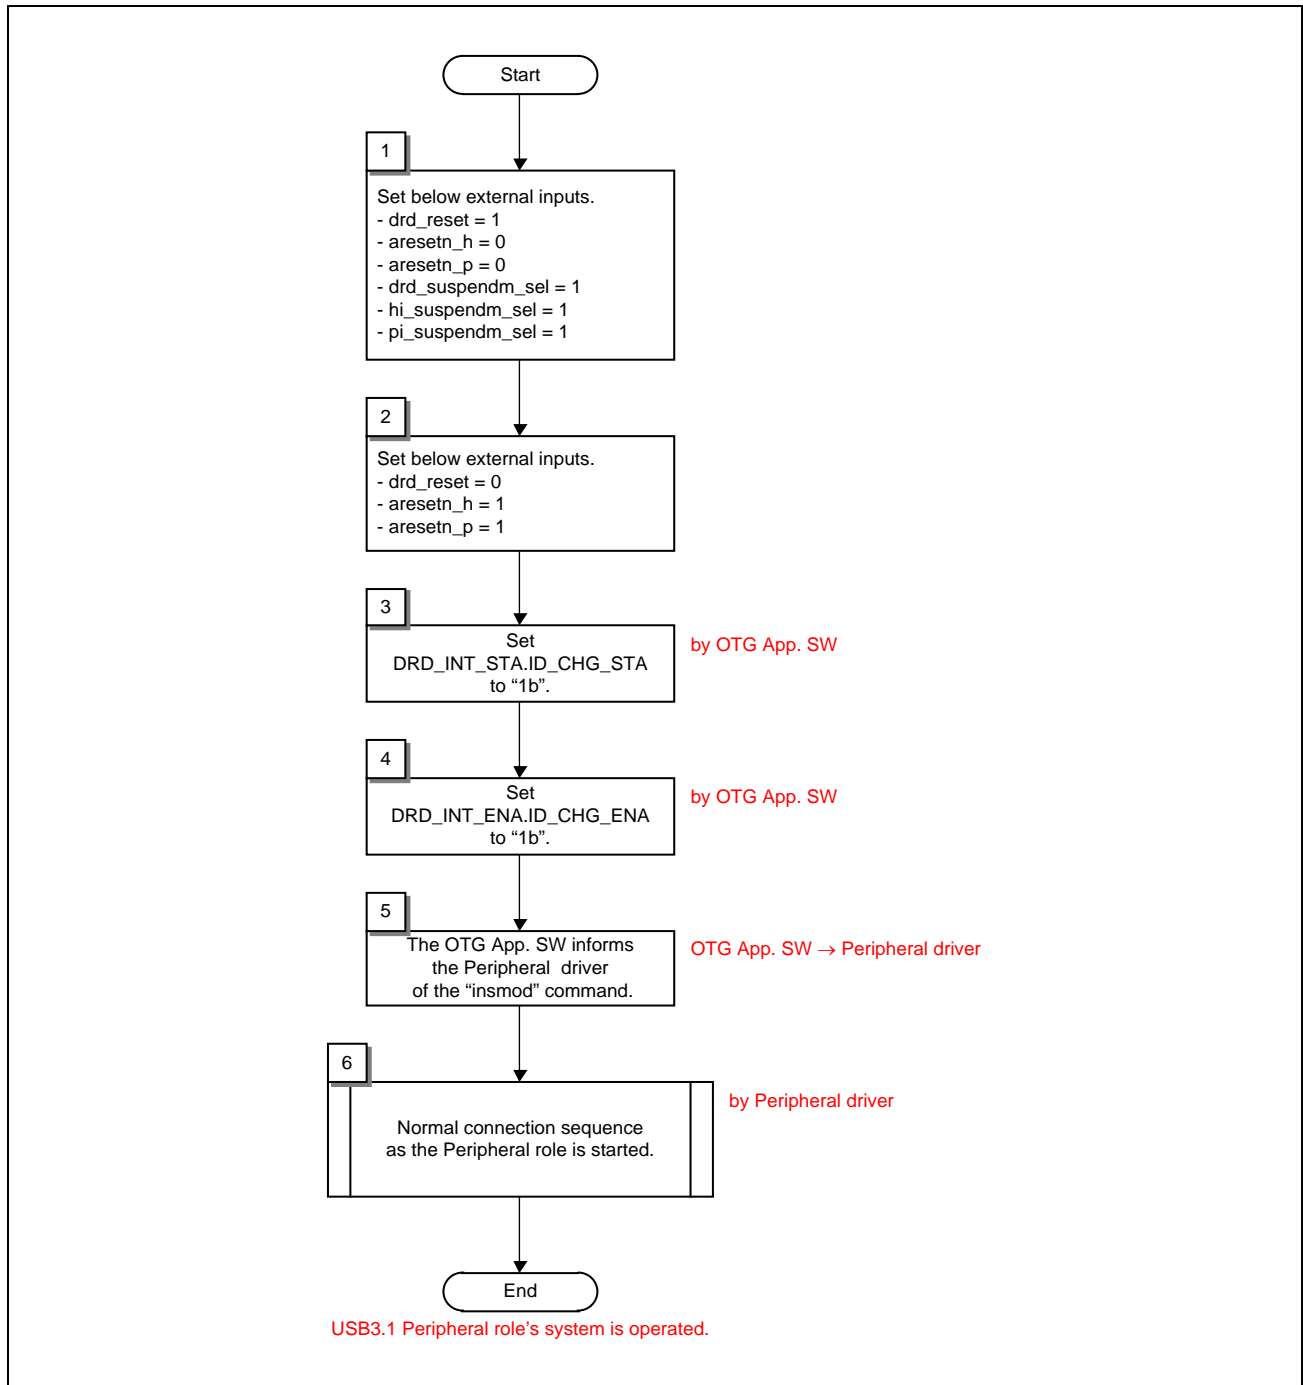 Start
1
Set below external inputs.
- drd_reset = 1
- aresetn_h = 0
- aresetn_p = 0
- drd_suspendm_sel = 1
- hi_suspendm_sel = 1
- pi_suspendm_sel = 1
2
Set below external inputs.
- drd_reset = 0
- aresetn_h = 1
- aresetn_p = 1
3
Set
DRD_INT_STA.ID_CHG_STA
to “1b”.
by OTG App. SW
4
Set
DRD_INT_ENA.ID_CHG_ENA
to “1b”.
by OTG App. SW
5
The OTG App. SW informs
the Peripheral driver
of the “insmod” command.
OTG App. SW → Peripheral driver
6
Normal connection sequence
as the Peripheral role is started.
by Peripheral driver
End
USB3.1 Peripheral role’s system is operated.